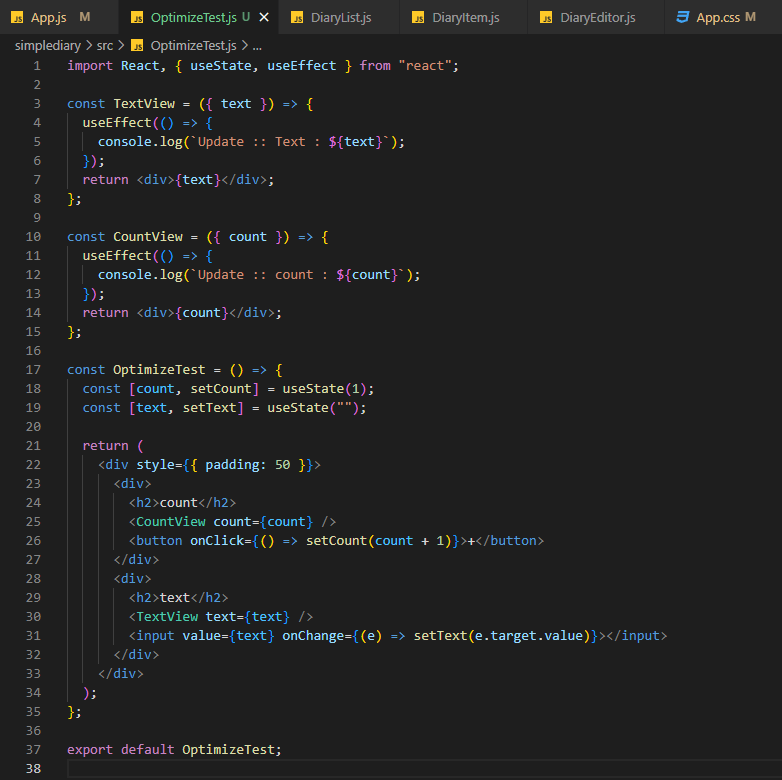 JS App.js M JS OptimizeTest.js U × JS DiaryList.js JS DiaryItem.js JS DiaryEditor.js App.css M
simplediary > src > JS OptimizeTest.js > ...
1 import React, { useState, useEffect } from "react";
2
3 const TextView = ({ text }) => {
4   useEffect(() => {
5     console.log(`Update :: Text : ${text}`);
6   });
7   return <div>{text}</div>;
8 };
9
10 const CountView = ({ count }) => {
11   useEffect(() => {
12     console.log(`Update :: count : ${count}`);
13   });
14   return <div>{count}</div>;
15 };
16
17 const OptimizeTest = () => {
18   const [count, setCount] = useState(1);
19   const [text, setText] = useState("");
20
21   return (
22     <div style={{ padding: 50 }}>
23       <div>
24         <h2>count</h2>
25         <CountView count={count} />
26         <button onClick={() => setCount(count + 1)}>+</button>
27       </div>
28       <div>
29         <h2>text</h2>
30         <TextView text={text} />
31         <input value={text} onChange={(e) => setText(e.target.value)}></input>
32       </div>
33     </div>
34   );
35 };
36
37 export default OptimizeTest;
38